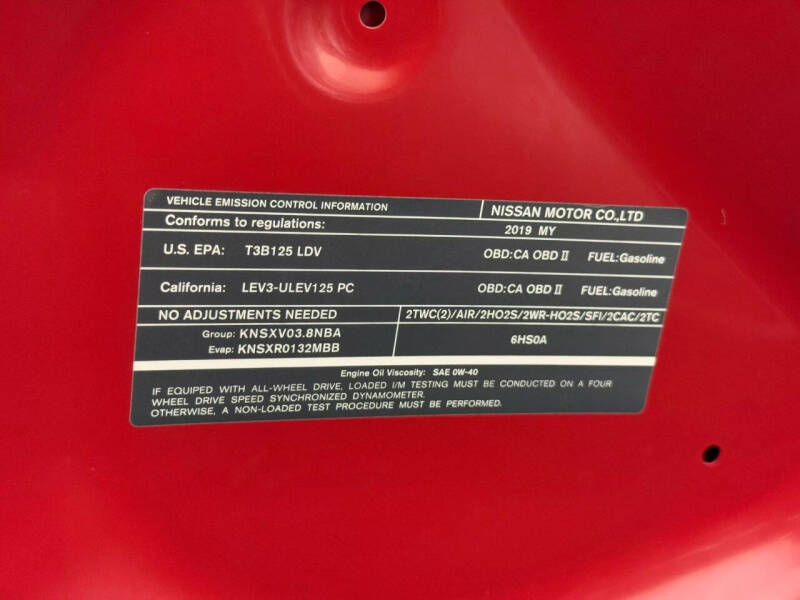 VEHICLE EMISSION CONTROL INFORMATION
NISSAN MOTOR CO.,LTD
Conforms to regulations:
2019 MY
U.S. EPA: T3B125 LDV OBD:CA OBD II FUEL:Gasoline
California: LEV3-ULEV125 PC OBD:CA OBD II FUEL:Gasoline
NO ADJUSTMENTS NEEDED
2TWC(2)/AIR/2HO2S/2WR-HO2S/SFI/2CAC/2TC
Group: KNSXV03.8NBA
Evap: KNSXR0132MBB
6HS0A
Engine Oil Viscosity: SAE 0W-40
IF EQUIPED WITH ALL-WHEEL DRIVE, LOADED I/M TESTING MUST BE CONDUCTED ON A FOUR
WHEEL DRIVE SPEED SYNCHRONIZED DYNAMOMETER.
OTHERWISE, A NON-LOADED TEST PROCEDURE MUST BE PERFORMED.